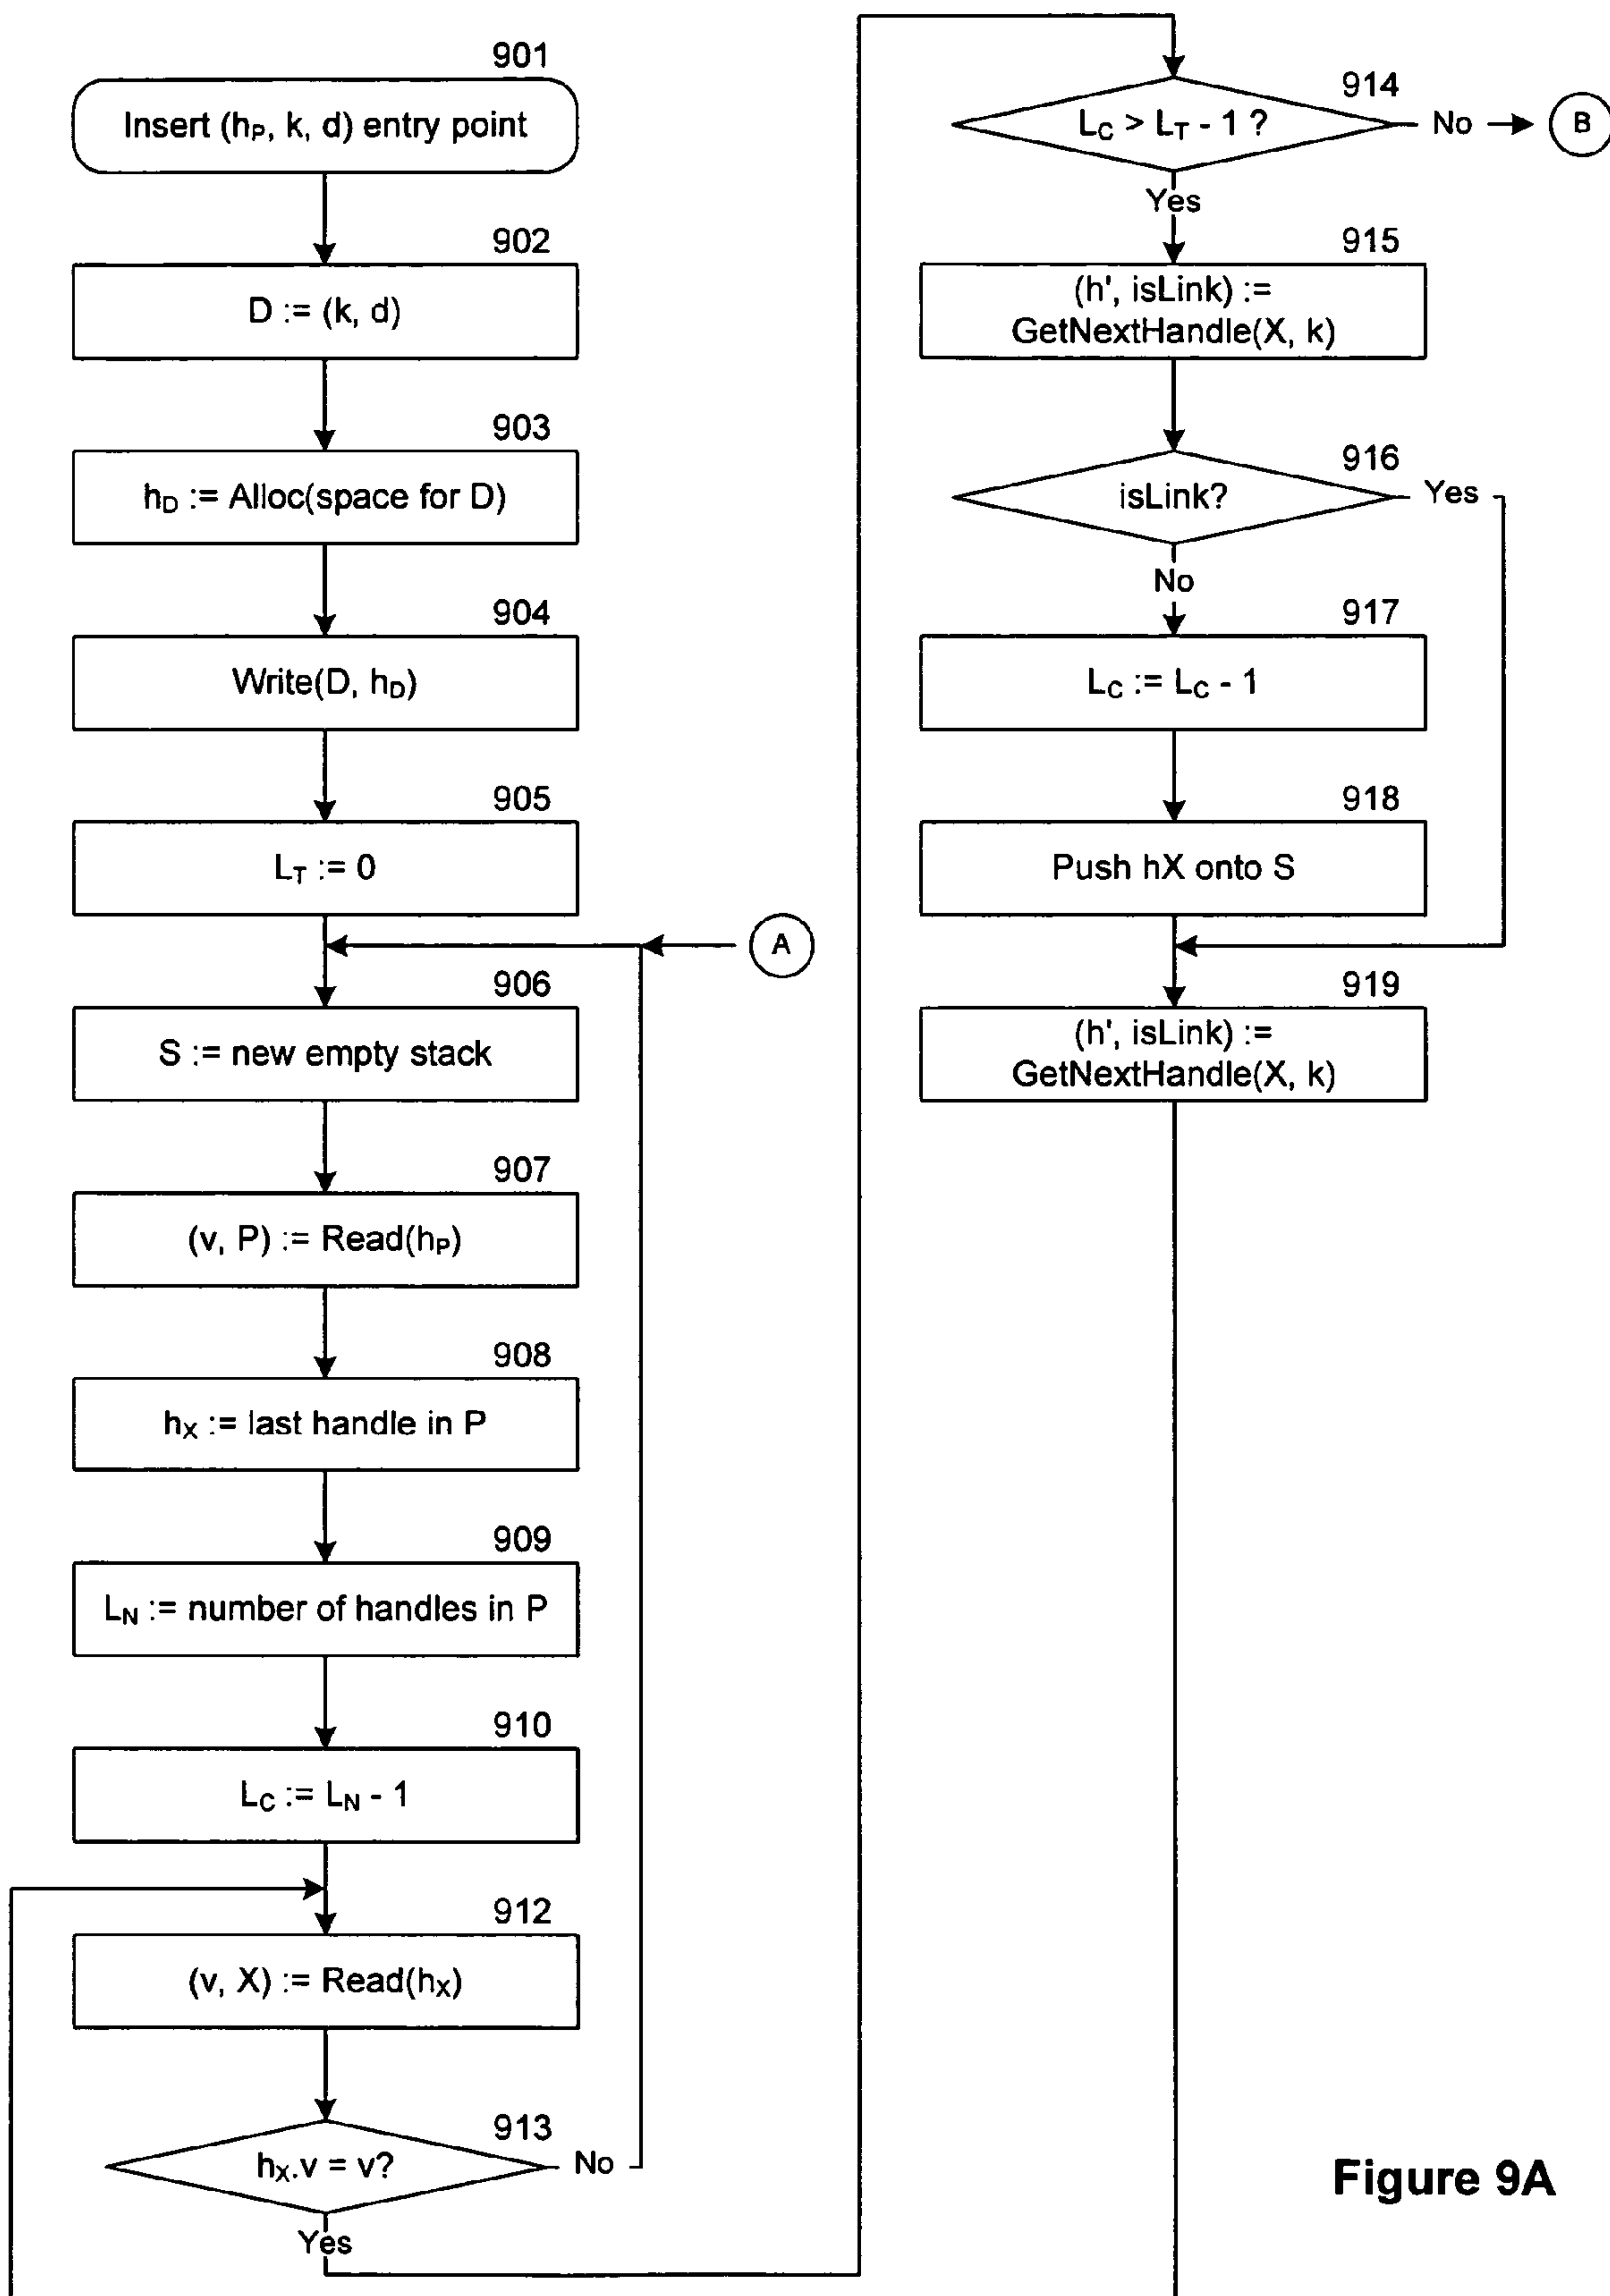 901
Insert (hP, k, d) entry point
902
D := (k, d)
903
hD := Alloc(space for D)
904
Write(D, hD)
905
LT := 0
A
906
S := new empty stack
907
(v, P) := Read(hP)
908
hX := last handle in P
909
LN := number of handles in P
910
LC := LN - 1
912
(v, X) := Read(hX)
913
hX.v = v?
No
Yes
914
LC > LT - 1 ?
No
B
Yes
915
(h', isLink) :=
GetNextHandle(X, k)
916
isLink?
Yes
No
917
LC := LC - 1
918
Push hX onto S
919
(h', isLink) :=
GetNextHandle(X, k)
Figure 9A